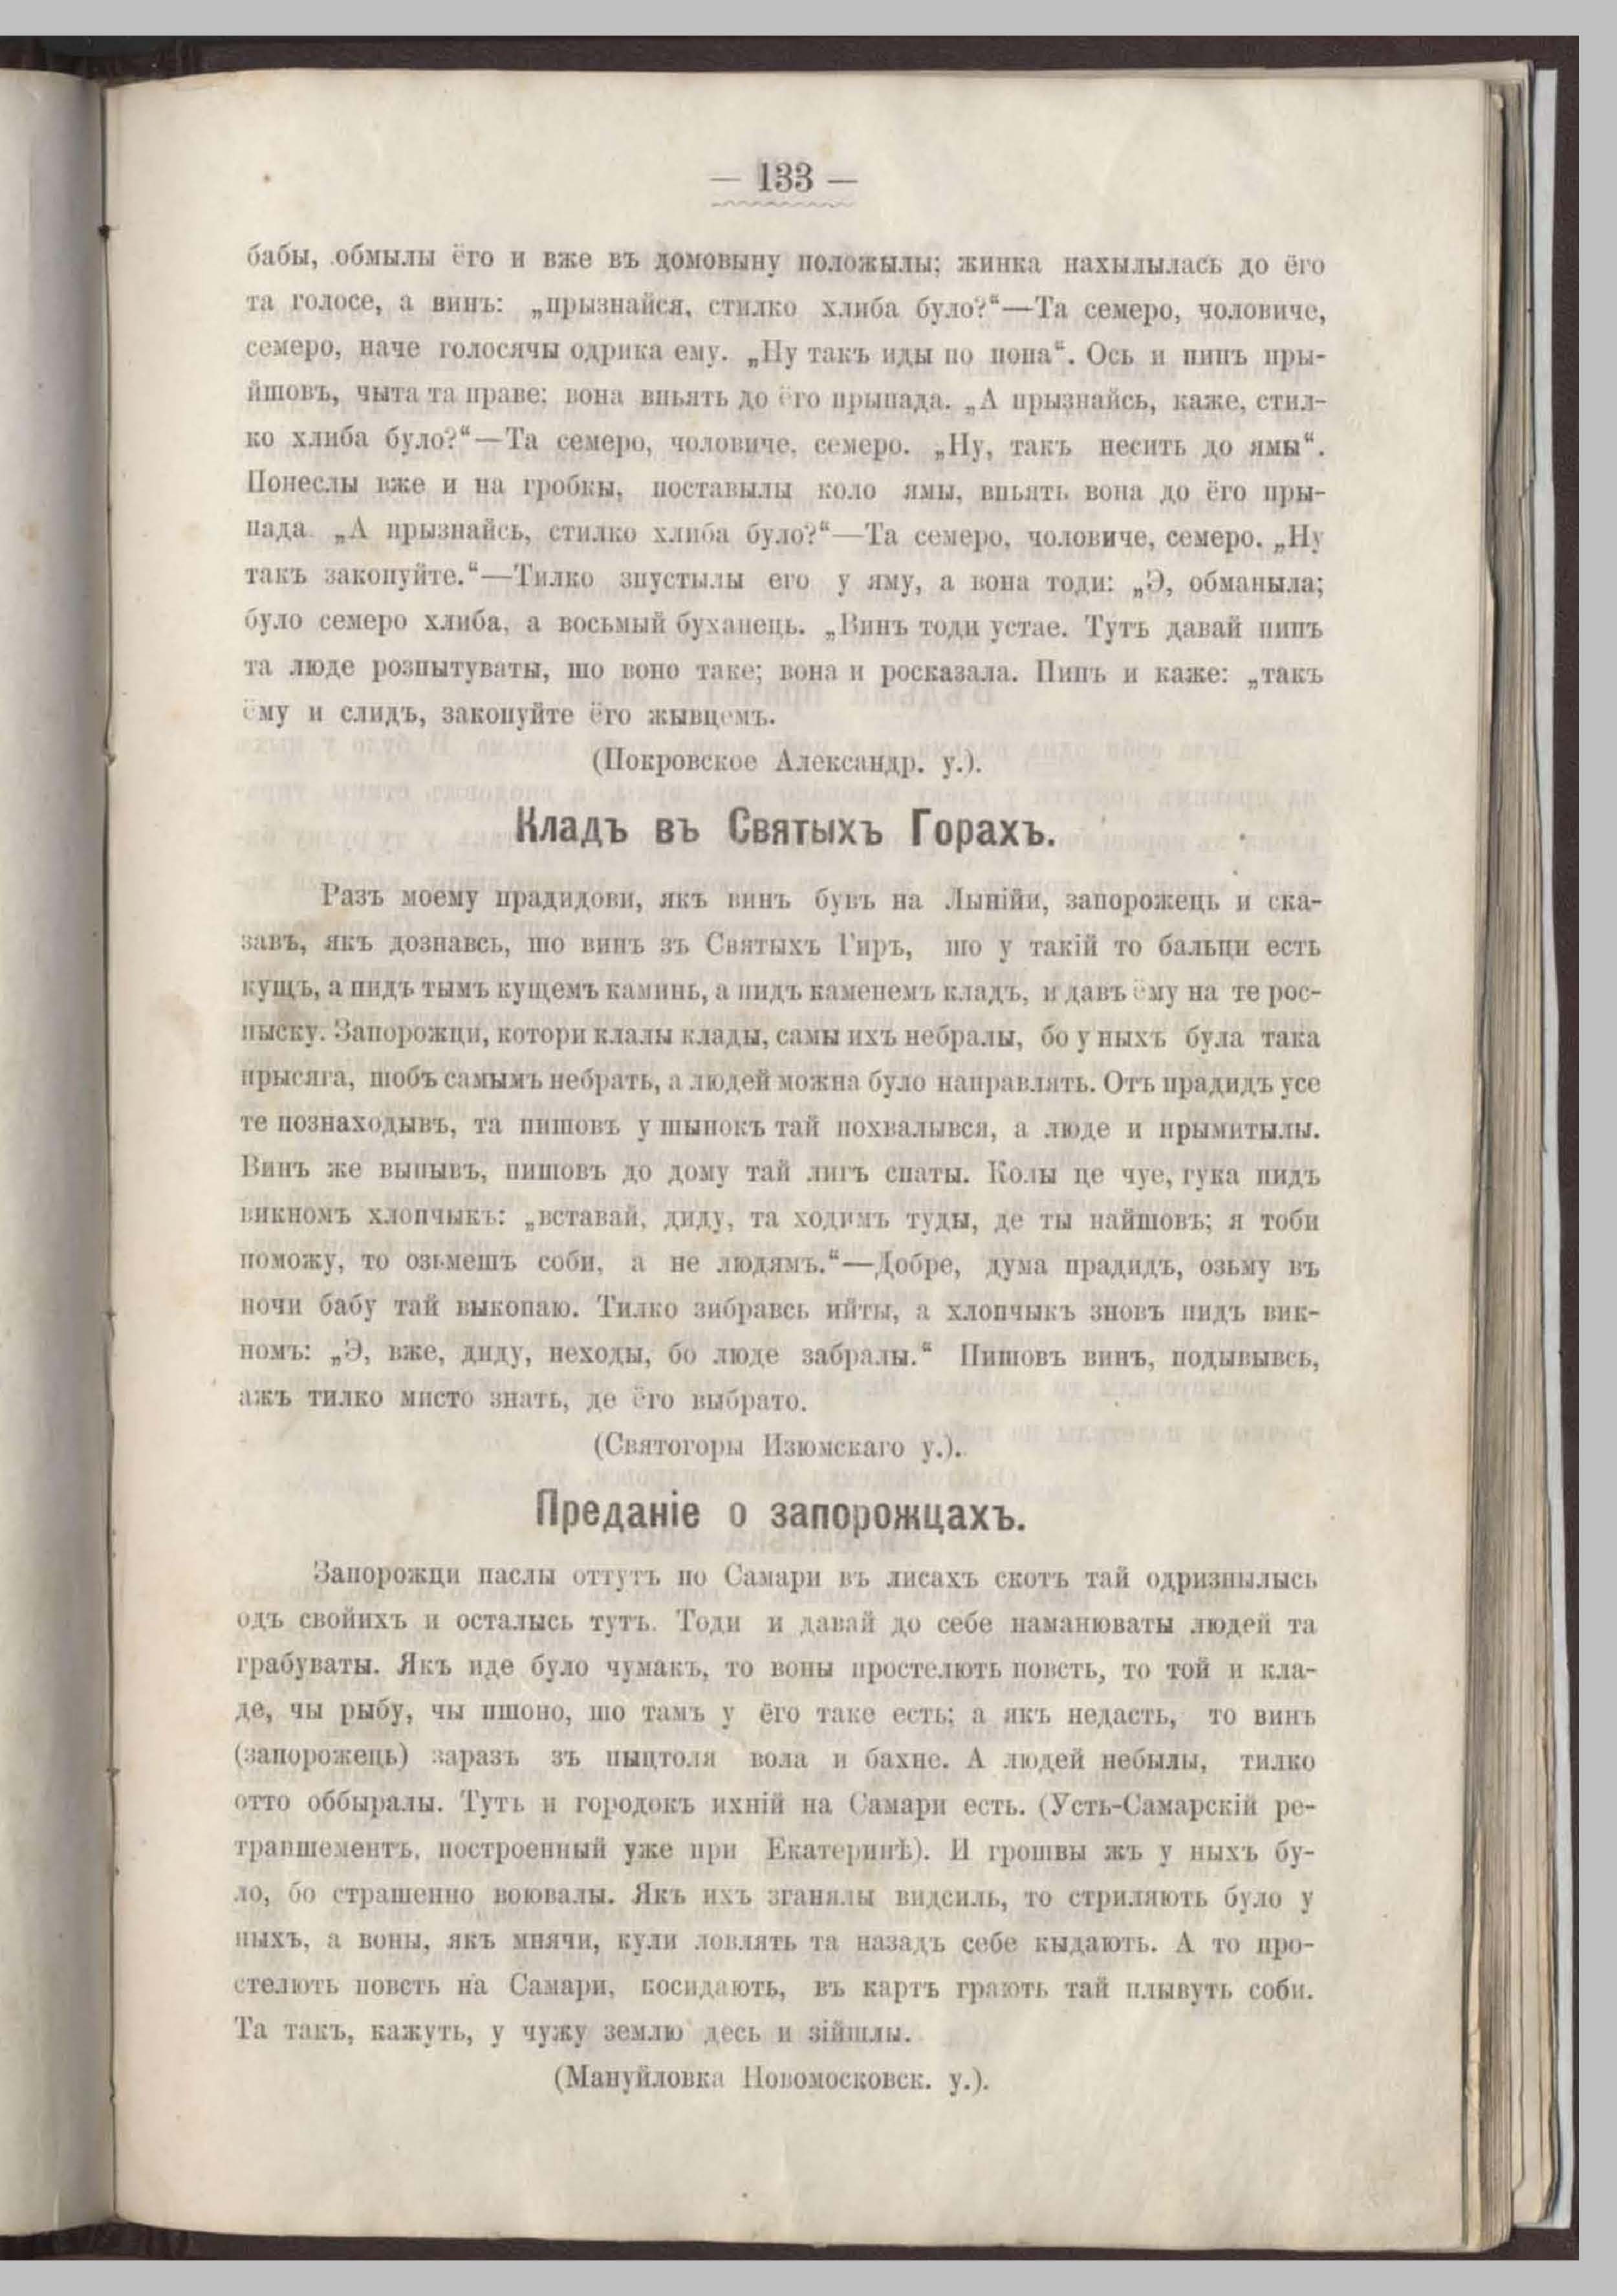 — 133 —
бабы, обмылы ёго и вже въ домовыну положылы; жинка нахылылась до ёго
та голосе, а винъ: „прызнайся, стилко хлиба було?“—Та семеро, чоловиче,
семеро, наче голосячы одрика ему. „Ну такъ иды по попа“. Ось и пипъ пры-
йшовъ, чыта та праве; вона впьять до ёго прыпада. „А прызнайсь, каже, стил-
ко хлиба було?“—Та семеро, чоловиче, семеро. „Ну, такъ несить до ямы“.
Понеслы вже и на гробкы, поставылы коло ямы, впьять вона до ёго пры-
пада. „А прызнайсь, стилко хлиба було?“—Та семеро, чоловиче, семеро. „Ну
такъ закопуйте.“—Тилко зпустылы его у яму, а вона тоди: „Э, обманыла;
було семеро хлиба, а восьмый буханець. „Винъ тоди устае. Тутъ давай пипъ
та люде розпытуваты, шо воно таке; вона и росказала. Пипъ и каже: „такъ
ёму и слидъ, закопуйте ёго жывцемъ.
(Покровское Александр. у.).
Кладъ въ Святыхъ Горахъ.
Разъ моему прадидови, якъ винъ бувъ на Лыніи, запорожець и ска-
завъ, якъ дознавсь, шо винъ зъ Святыхъ Гиръ, шо у такій то бальци есть
кущъ, а пидъ тымъ кущемъ каминь, а пидъ каменемъ кладъ, и давъ ёму на те рос-
пыску. Запорожци, котори клалы клады, самы ихъ небралы, бо у ныхъ була така
прысяга, шобъ самымъ небрать, а людей можна було направлять. Отъ прадидъ усе
те познаходывъ, та пишовъ у шынокъ тай похвалывся, а люде и прымитылы.
Винъ же выпывъ, пишовъ до дому тай лигъ спаты. Колы це чуе, гука пидъ
викномъ хлопчыкъ: „вставай, диду, та ходимъ туды, де ты найшовъ; я тоби
поможу, то озьмешъ соби, а не людямъ.“—Добре, дума прадидъ, озьму въ
ночи бабу тай выкопаю. Тилко зибравсь ийты, а хлопчыкъ зновъ пидъ вик-
номъ: „Э, вже, диду, неходы, бо люде забралы.“ Пишовъ винъ, подывывсь,
ажъ тилко мисто знать, де ёго выбрато.
(Святогоры Изюмскаго у.).
Преданіе о запорожцахъ.
Запорожци паслы оттутъ по Самари въ лисахъ скотъ тай одризнылысь
одъ свойихъ и осталысь тутъ. Тоди и давай до себе наманюваты людей та
грабуваты. Якъ иде було чумакъ, то воны простелють повсть, то той и кла-
де, чы рыбу, чы пшоно, шо тамъ у ёго таке есть; а якъ недасть, то винъ
(запорожець) заразъ зъ пыцтоля вола и бахне. А людей небылы, тилко
отто оббыралы. Туть и городокъ ихній на Самари есть. (Усть-Самарскій ре-
траншементъ, построенный уже при Екатеринѣ). И грошвы жъ у ныхъ бу-
ло, бо страшенно воювалы. Якъ ихъ зганялы видсиль, то стриляють було у
ныхъ, а воны, якъ мнячи, кули ловлять та назадъ себе кыдають. А то про-
стелють повсть на Самари, посидають, въ картъ грають тай плывуть соби.
Та такъ, кажуть, у чужу землю десь и зійшлы.
(Мануйловка Новомосковск. у.).